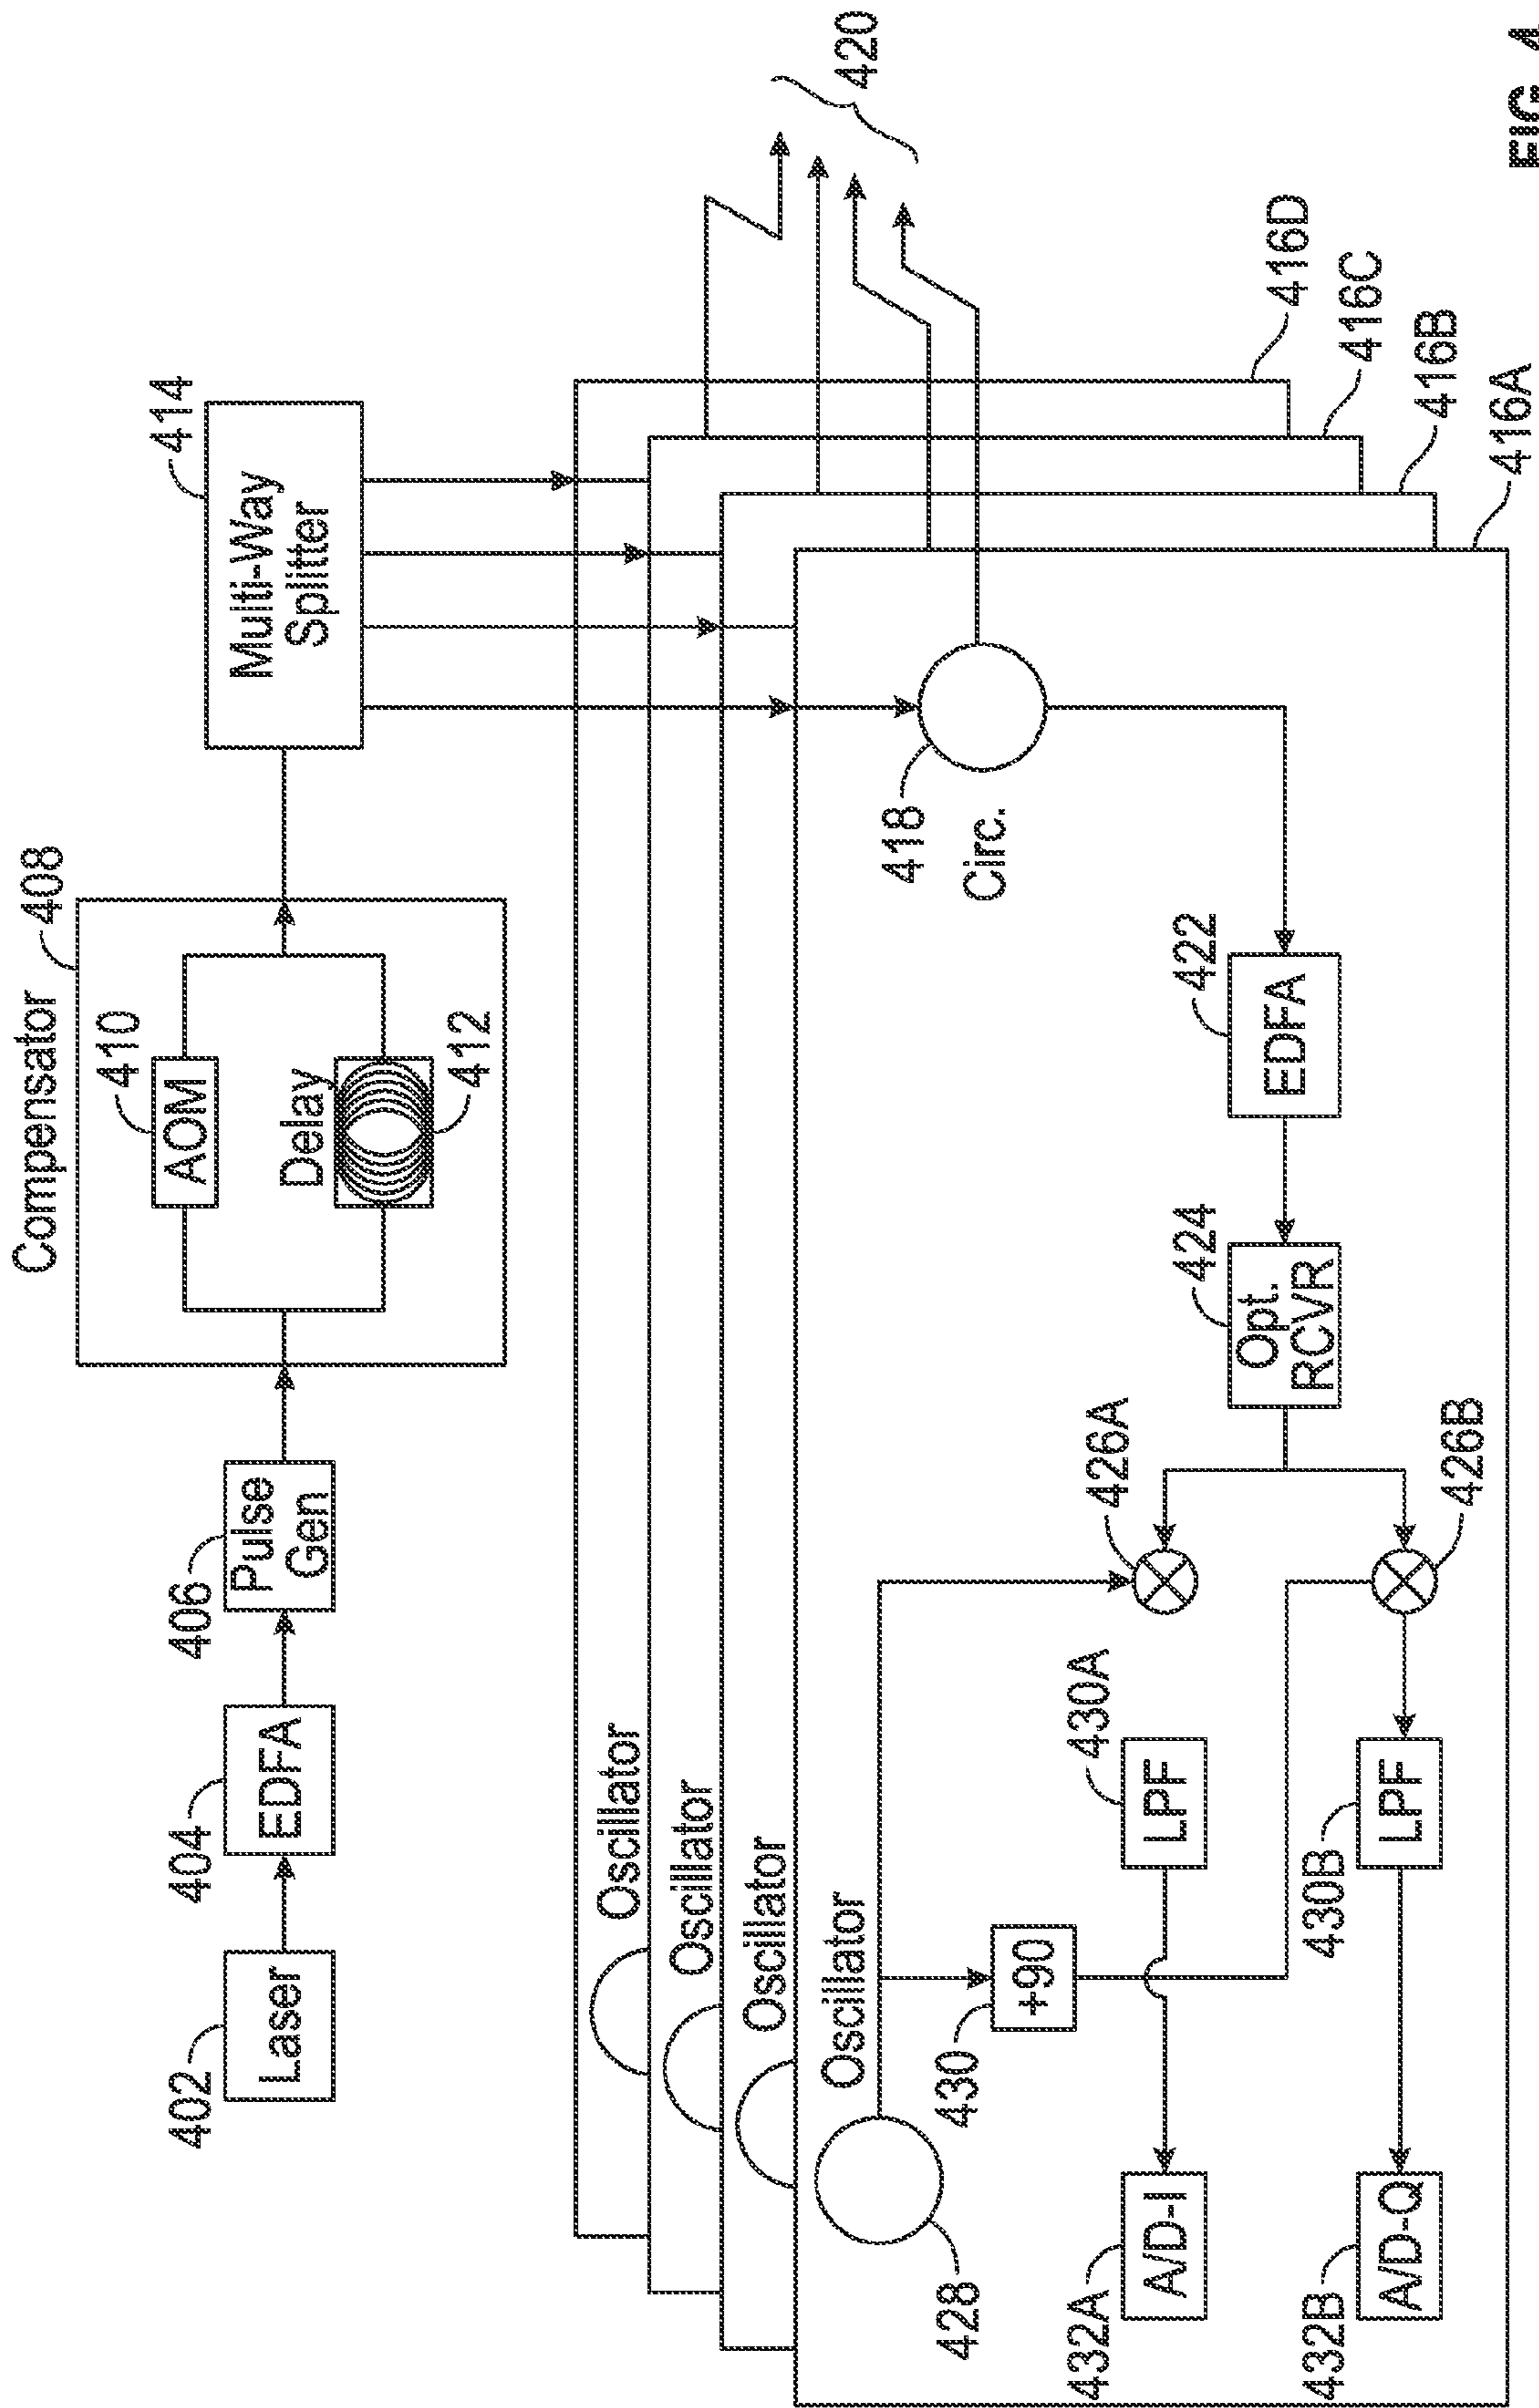 Compensator
408
414
410
AOM
Multi-Way
Splitter
402
404
406
Laser
EDFA
Pulse
Gen
Delay
412
420
Oscillator
Oscillator
Oscillator
Oscillator
428
430
+90
418
Circ.
416D
416C
416B
416A
432A
A/D-I
430A
LPF
426A
424
Opt.
RCVR
422
EDFA
432B
A/D-Q
430B
LPF
426B
FIG. 4